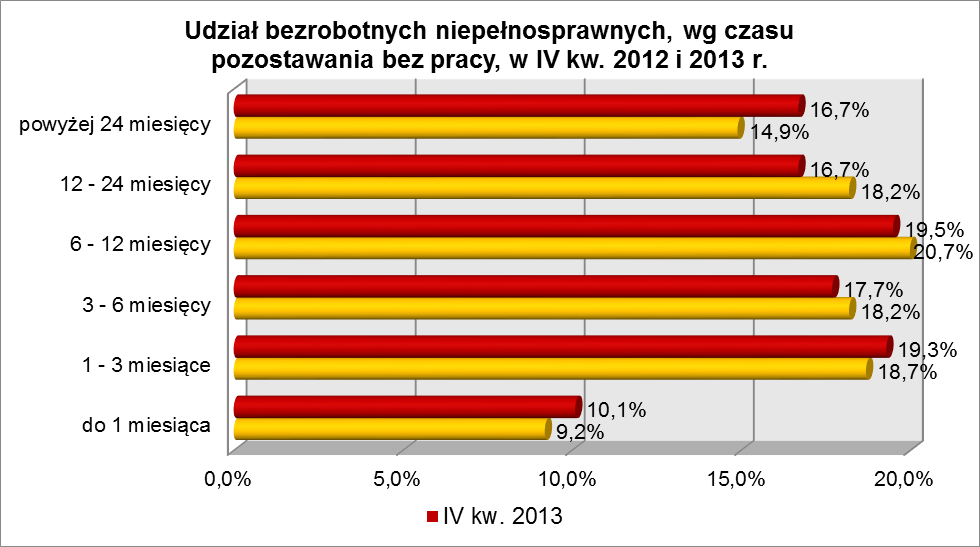 Udział bezrobotnych niepełnosprawnych, wg czasu
pozostawania bez pracy, w IV kw. 2012 i 2013 r.
powyżej 24 miesięcy
16,7%
14,9%
12 - 24 miesięcy
16,7%
18,2%
6 - 12 miesięcy
19,5%
20,7%
3 - 6 miesięcy
17,7%
18,2%
1 - 3 miesiące
19,3%
18,7%
do 1 miesiąca
10,1%
9,2%
0,0% 5,0% 10,0% 15,0% 20,0%
IV kw. 2013